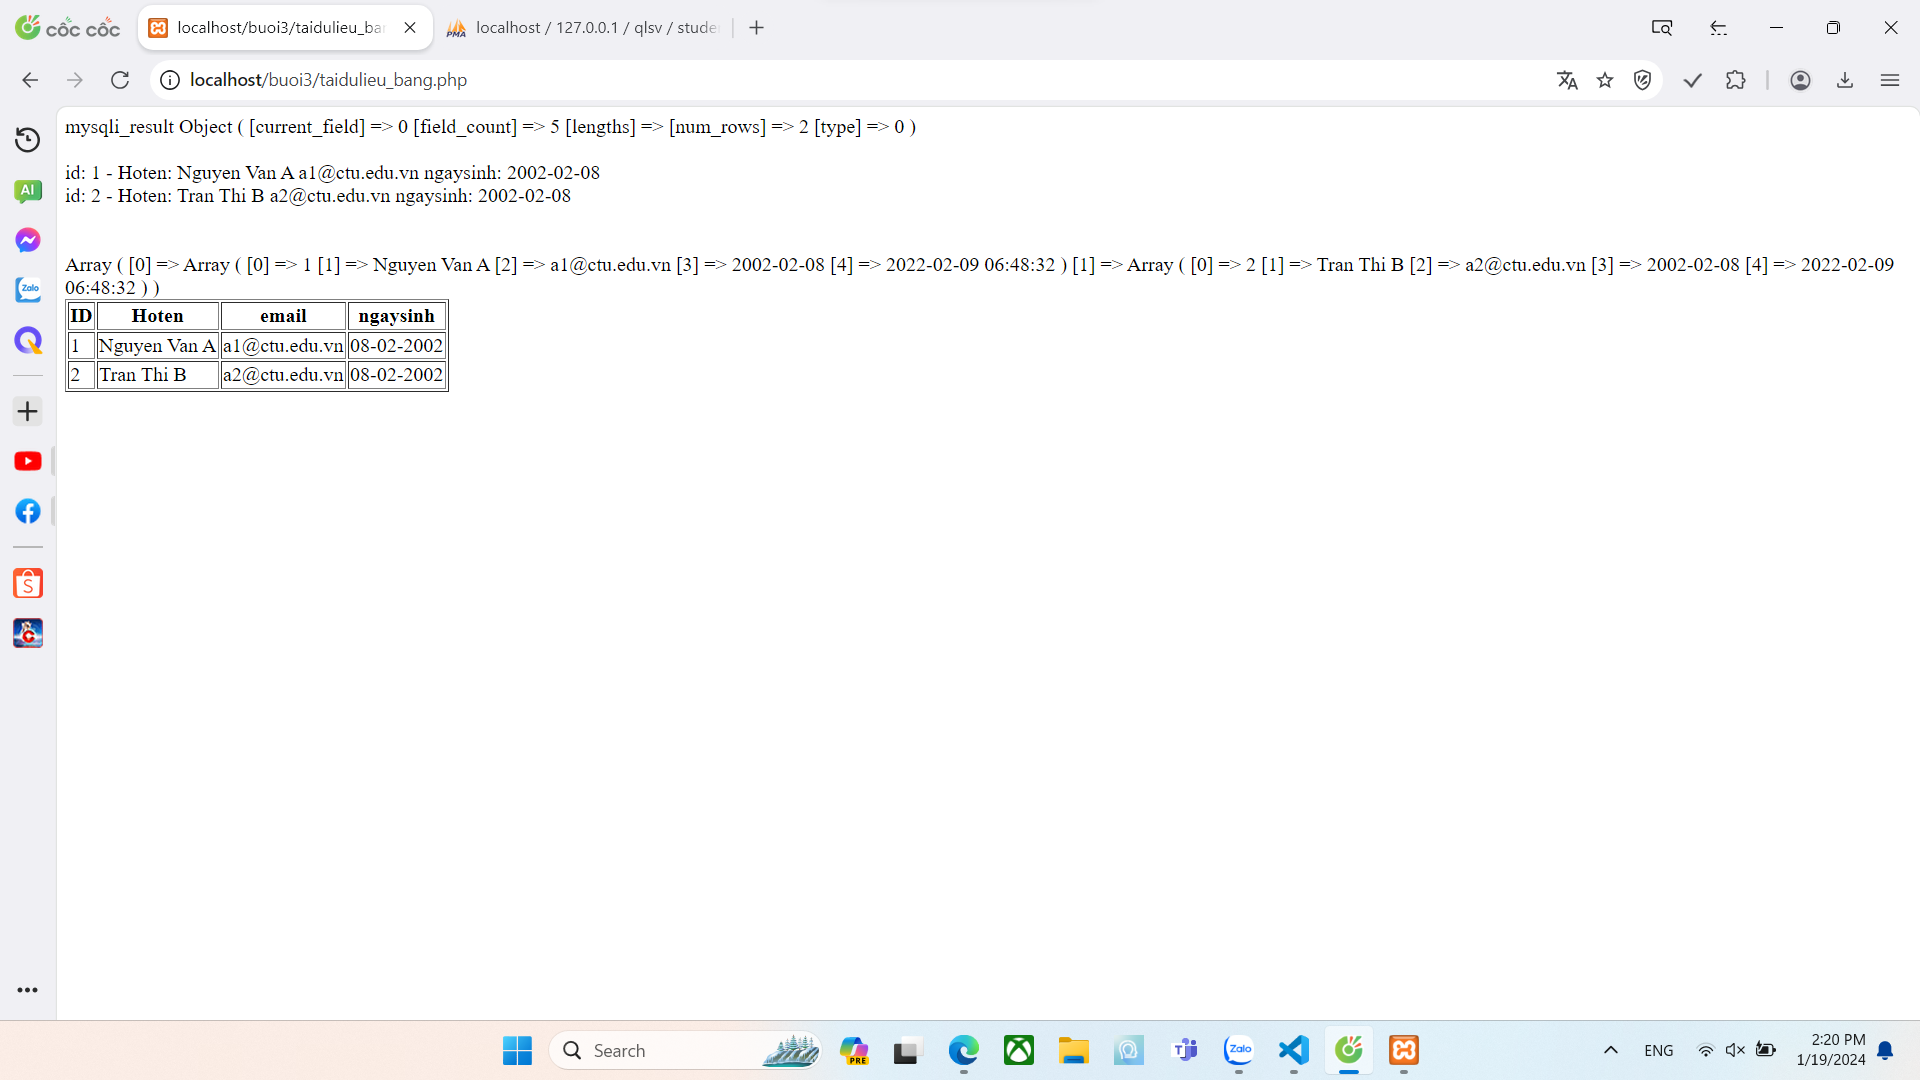 cốc cốc
localhost/buoi3/taidulieu_ba
localhost / 127.0.0.1 / qlsv / stude
localhost/buoi3/taidulieu_bang.php
mysqli_result Object ( [current_field] => 0 [field_count] => 5 [lengths] => [num_rows] => 2 [type] => 0 )
id: 1 - Hoten: Nguyen Van A a1@ctu.edu.vn ngaysinh: 2002-02-08
id: 2 - Hoten: Tran Thi B a2@ctu.edu.vn ngaysinh: 2002-02-08
Array ( [0] => Array ( [0] => 1 [1] => Nguyen Van A [2] => a1@ctu.edu.vn [3] => 2002-02-08 [4] => 2022-02-09 06:48:32 ) [1] => Array ( [0] => 2 [1] => Tran Thi B [2] => a2@ctu.edu.vn [3] => 2002-02-08 [4] => 2022-02-09
06:48:32 ) )
ID Hoten email ngaysinh
1 Nguyen Van A a1@ctu.edu.vn 08-02-2002
2 Tran Thi B a2@ctu.edu.vn 08-02-2002
AI
Zalo
PMA
Search
PRE
Zalo
ENG
2:20 PM
1/19/2024